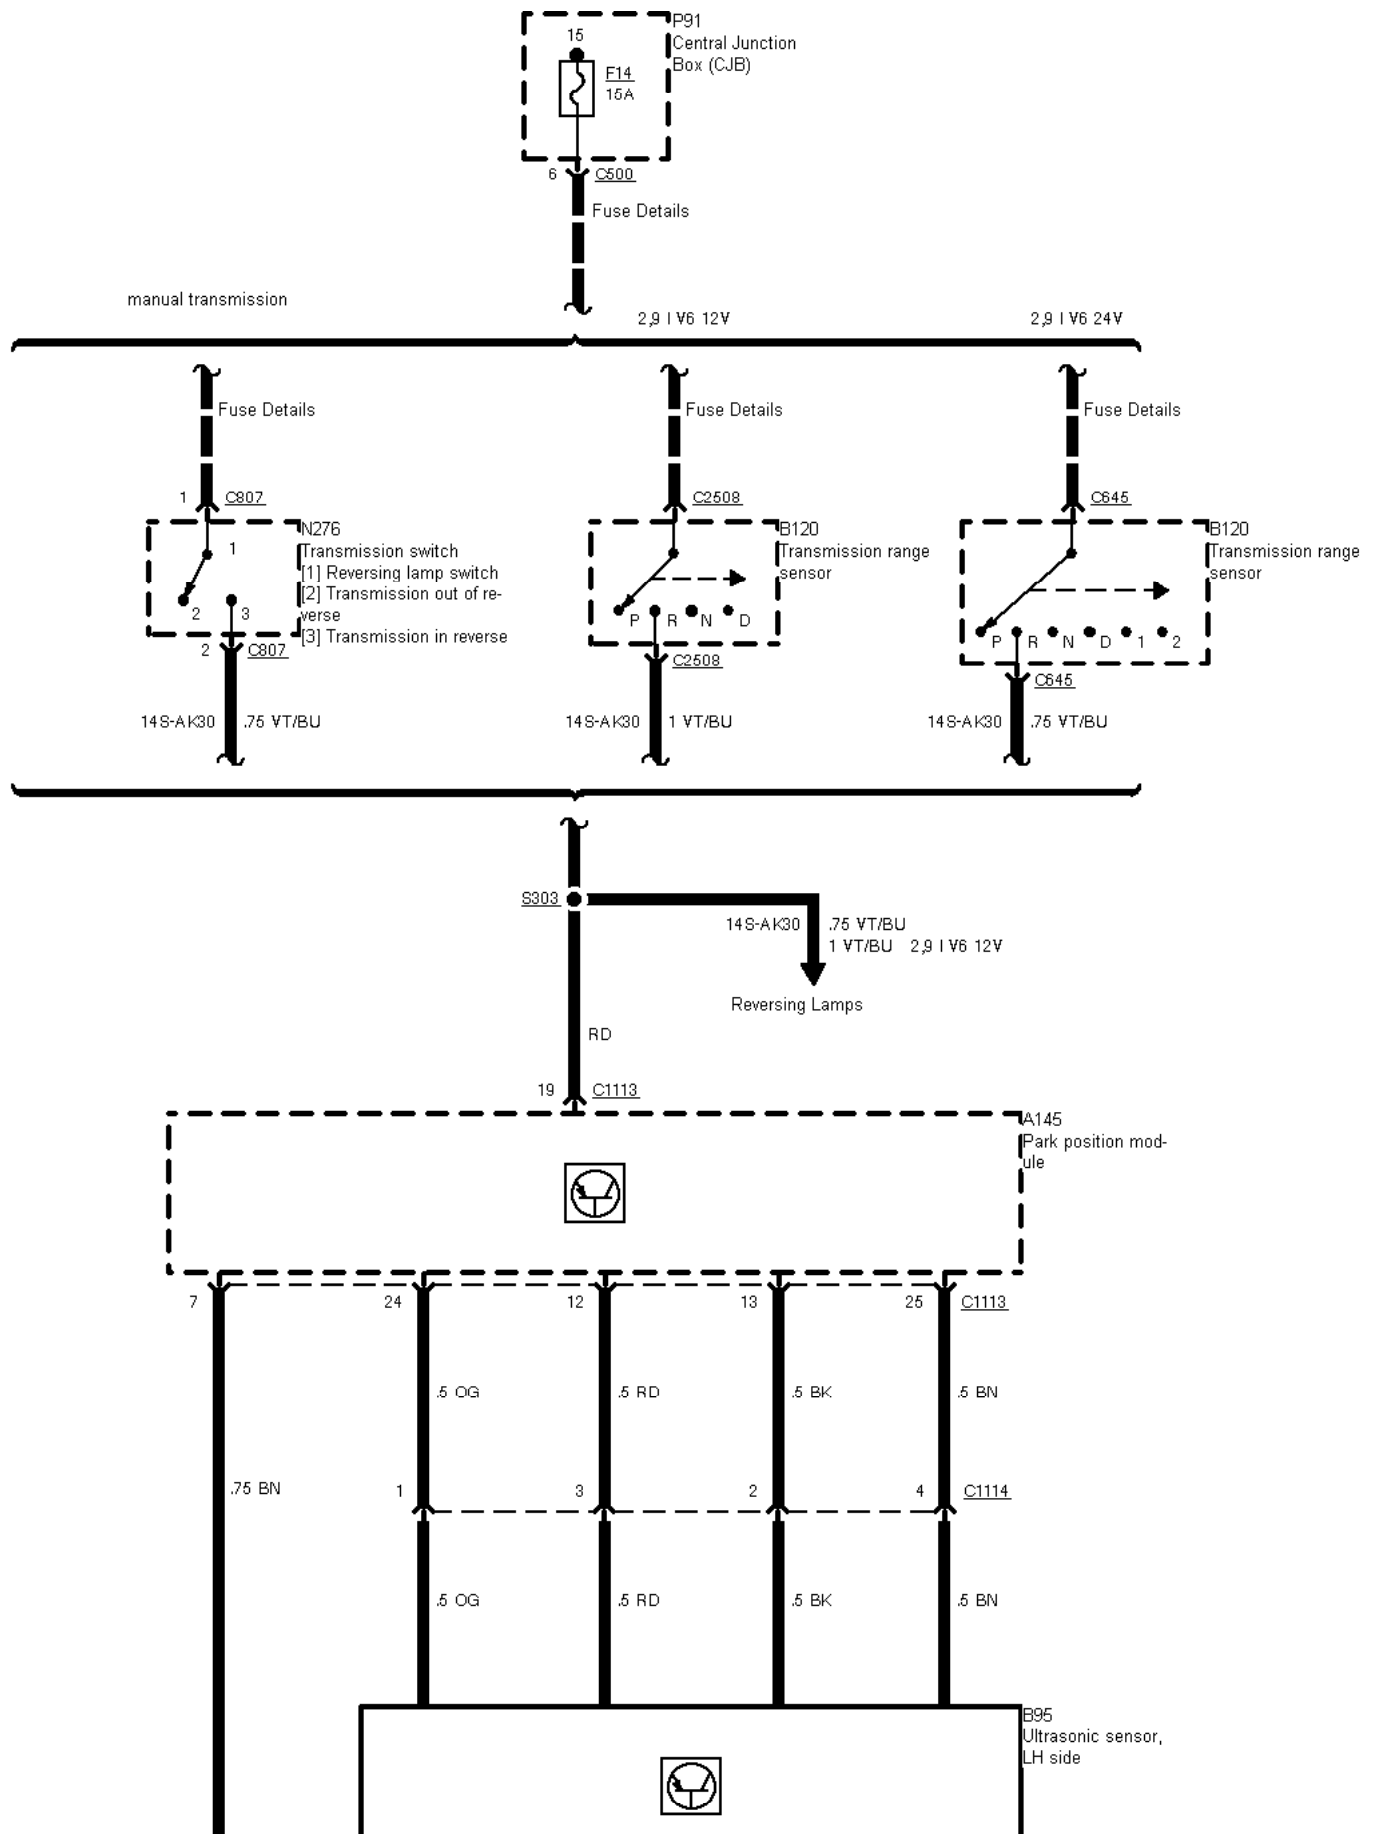 P91
15
Central Junction
Box (CJB)
F14
15A
6 C500
Fuse Details
manual transmission
2,9 l V6 12V
2,9 l V6 24V
Fuse Details
Fuse Details
Fuse Details
1 C807
C2508
C645
N276
Transmission switch
[1] Reversing lamp switch
[2] Transmission out of re-
verse
[3] Transmission in reverse
1
2
3
B120
Transmission range
sensor
P R N D
B120
Transmission range
sensor
P R N D 1 2
2 C807
C2508
C645
14S-AK30 .75 VT/BU
14S-AK30 1 VT/BU
14S-AK30 .75 VT/BU
S303
14S-AK30 .75 VT/BU
1 VT/BU 2,9 l V6 12V
Reversing Lamps
RD
19 C1113
A145
Park position mod-
ule
7 24 12 13 25 C1113
.5 OG .5 RD .5 BK .5 BN
.75 BN
1 3 2 4 C1114
.5 OG .5 RD .5 BK .5 BN
B95
Ultrasonic sensor,
LH side